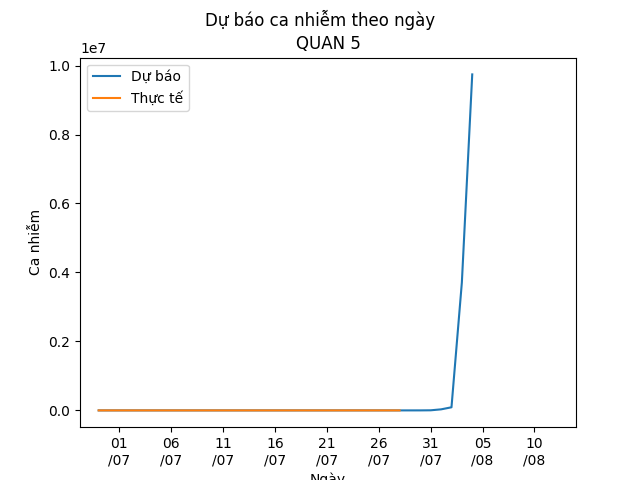 Dự báo ca nhiễm theo ngày
QUAN 5
1e7
1.0
0.8
0.6
0.4
0.2
0.0
Ca nhiễm
Dự báo
Thực tế
01 06 11 16 21 26 31 05 10
/07 /07 /07 /07 /07 /07 /07 /08 /08
Ngày